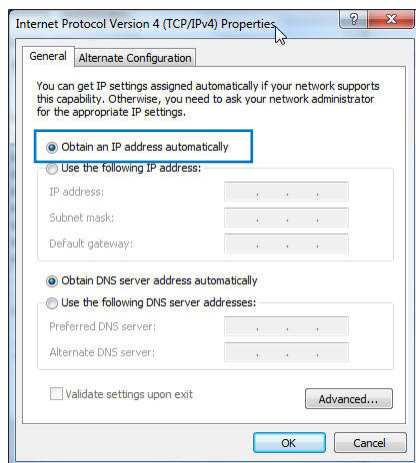 Internet Protocol Version 4 (TCP/IPv4) Properties
General
Alternate Configuration
You can get IP settings assigned automatically if your network supports
this capability. Otherwise, you need to ask your network administrator
for the appropriate IP settings.
Obtain an IP address automatically
Use the following IP address:
IP address:
Subnet mask:
Default gateway:
Obtain DNS server address automatically
Use the following DNS server addresses:
Preferred DNS server:
Alternate DNS server:
Validate settings upon exit
Advanced...
OK
Cancel